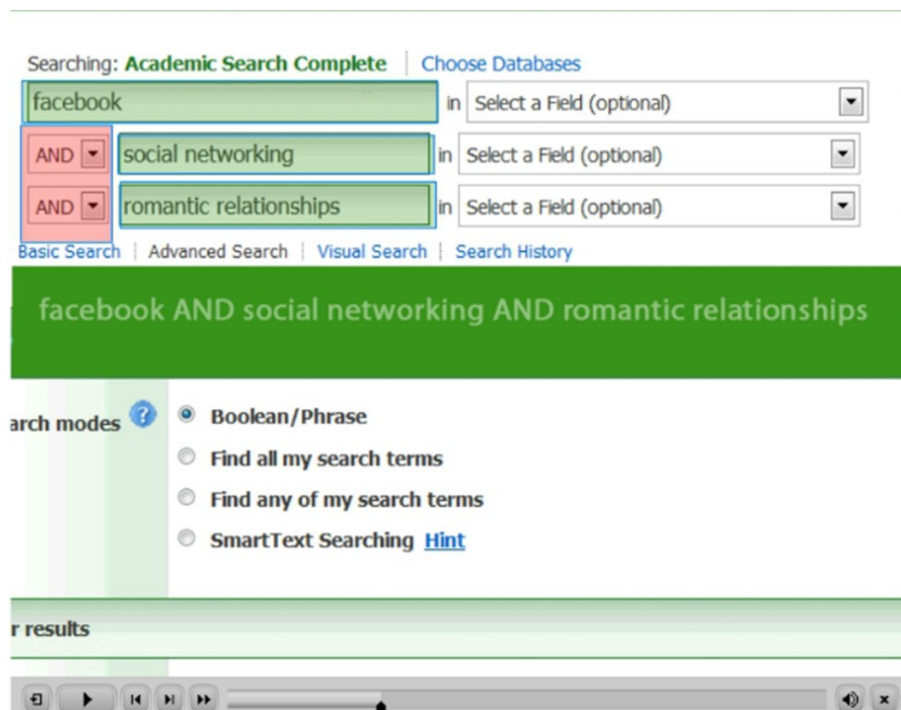 Searching: Academic Search Complete Choose Databases
facebook in Select a Field (optional)
AND social networking in Select a Field (optional)
AND romantic relationships in Select a Field (optional)
Basic Search Advanced Search Visual Search Search History
facebook AND social networking AND romantic relationships
arch modes ? Boolean/Phrase
Find all my search terms
Find any of my search terms
SmartText Searching Hint
r results